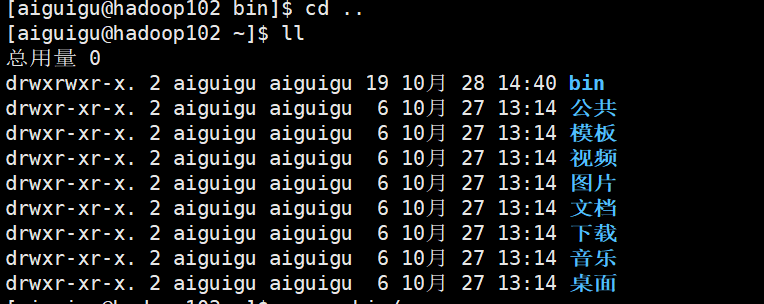 [aiguigu@hadoop102 bin]$ cd ..
[aiguigu@hadoop102 ~]$ ll
总用量 0
drwxrwxr-x. 2 aiguigu aiguigu 19 10月 28 14:40 bin
drwxr-xr-x. 2 aiguigu aiguigu  6 10月 27 13:14 公共
drwxr-xr-x. 2 aiguigu aiguigu  6 10月 27 13:14 模板
drwxr-xr-x. 2 aiguigu aiguigu  6 10月 27 13:14 视频
drwxr-xr-x. 2 aiguigu aiguigu  6 10月 27 13:14 图片
drwxr-xr-x. 2 aiguigu aiguigu  6 10月 27 13:14 文档
drwxr-xr-x. 2 aiguigu aiguigu  6 10月 27 13:14 下载
drwxr-xr-x. 2 aiguigu aiguigu  6 10月 27 13:14 音乐
drwxr-xr-x. 2 aiguigu aiguigu  6 10月 27 13:14 桌面